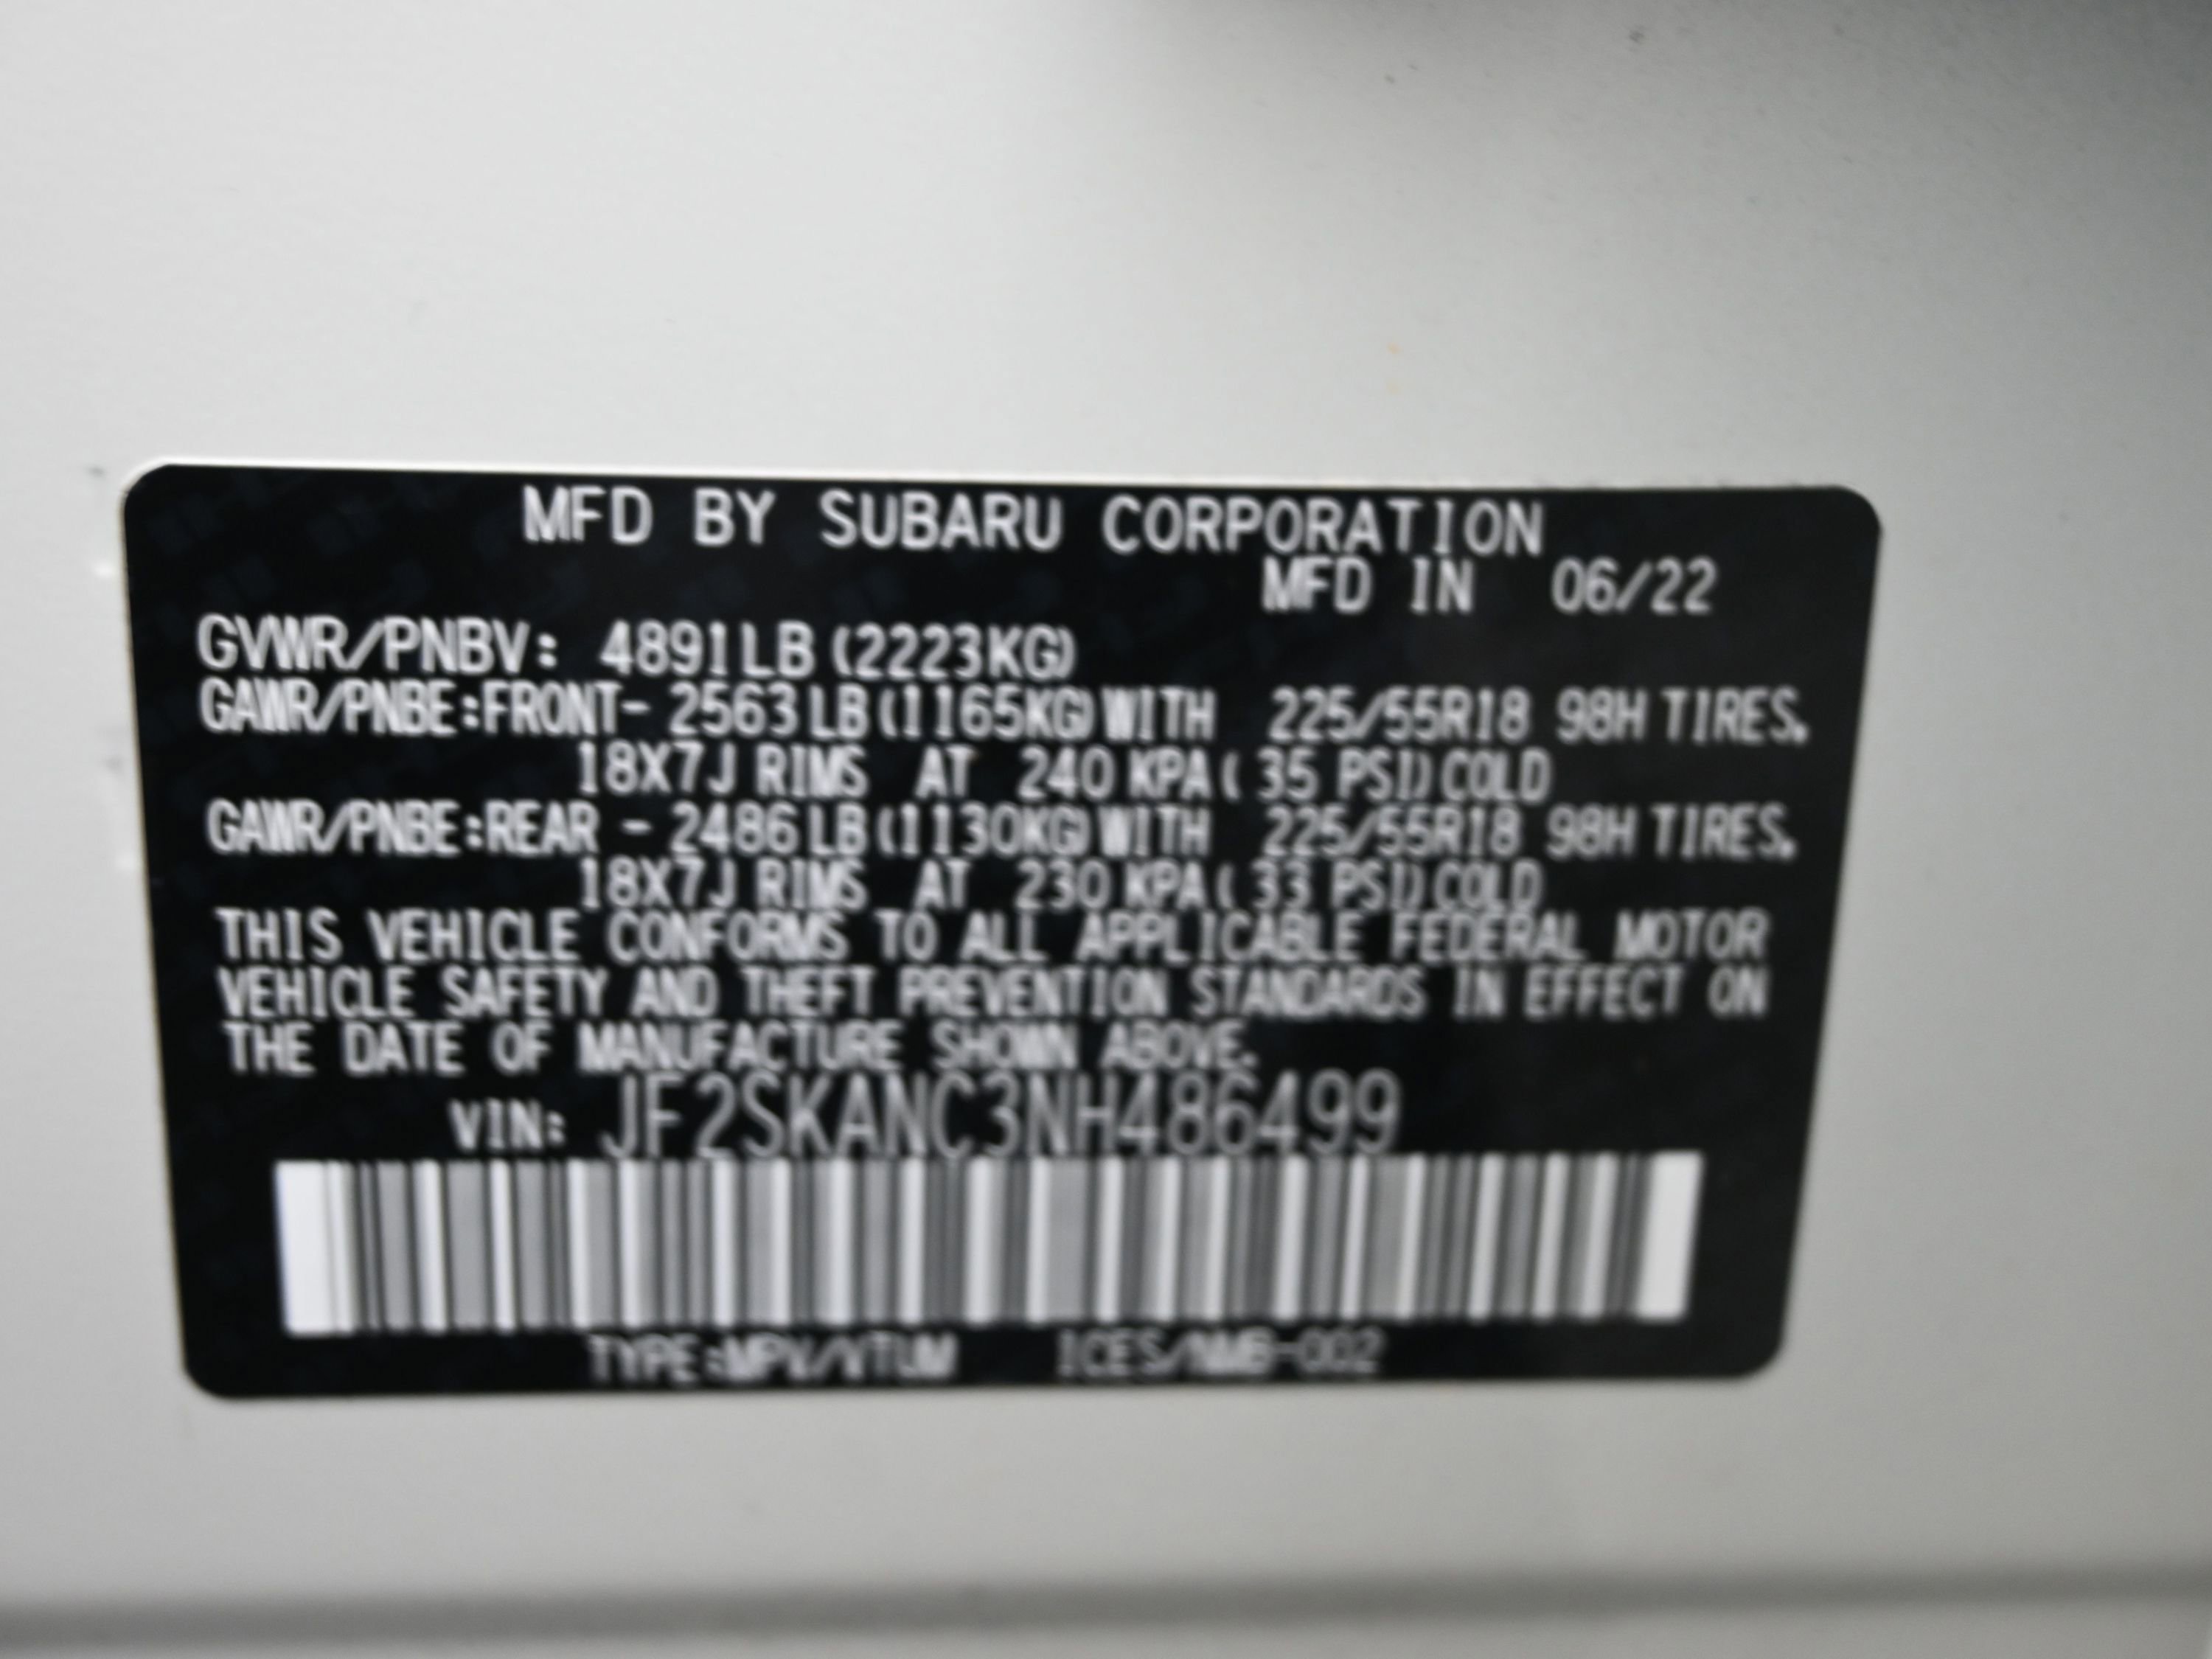 MFD BY SUBARU CORPORATION
MFD IN 06/22
GVWR/PNBV: 4891LB (2223KG)
GAWR/PNBE:FRONT- 2563LB(1165KG)WITH 225/55R18 98H TIRES.
18X7J RIMS AT 240 KPA( 35 PSI)COLD
GAWR/PNBE:REAR - 2486LB(1130KG)WITH 225/55R18 98H TIRES.
18X7J RIMS AT 230 KPA( 33 PSI)COLD
THIS VEHICLE CONFORMS TO ALL APPLICABLE FEDERAL MOTOR
VEHICLE SAFETY AND THEFT PREVENTION STANDARDS IN EFFECT ON
THE DATE OF MANUFACTURE SHOWN ABOVE.
VIN: JF2SKANC3NH486499
TYPE:MPV/VTUM ICES/NMB-002